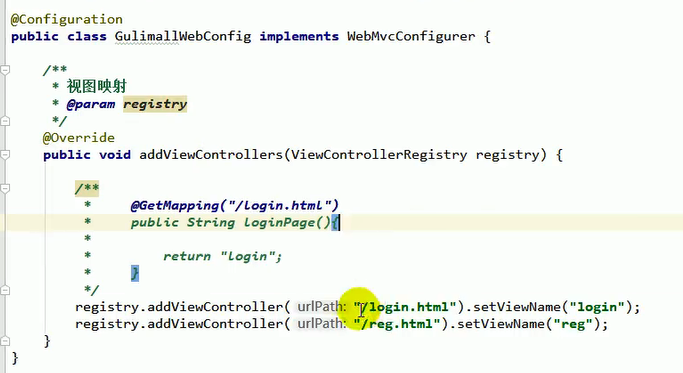 @Configuration
public class GulimallWebConfig implements WebMvcConfigurer {
/**
* 视图映射
* @param registry
*/
@Override
public void addViewControllers(ViewControllerRegistry registry) {
/**
* @GetMapping("/login.html")
* public String loginPage(){
*
* return "login";
* }
*/
registry.addViewController( urlPath: "/login.html").setViewName("login");
registry.addViewController( urlPath: "/reg.html").setViewName("reg");
}
}